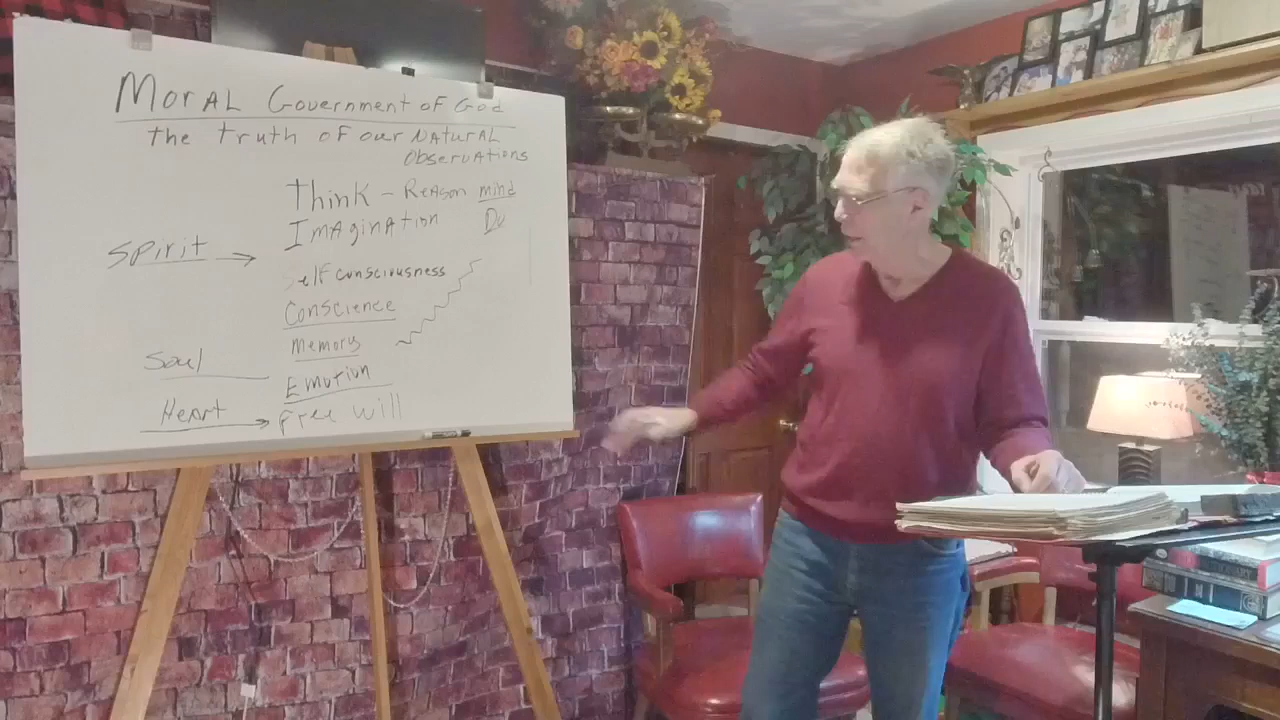 Moral Government of God
the truth of our Natural
Observations
Think - Reason mind
Imagination Du
Spirit
Self consciousness
Conscience
Memory
Soul
Emotion
Heart
Free will